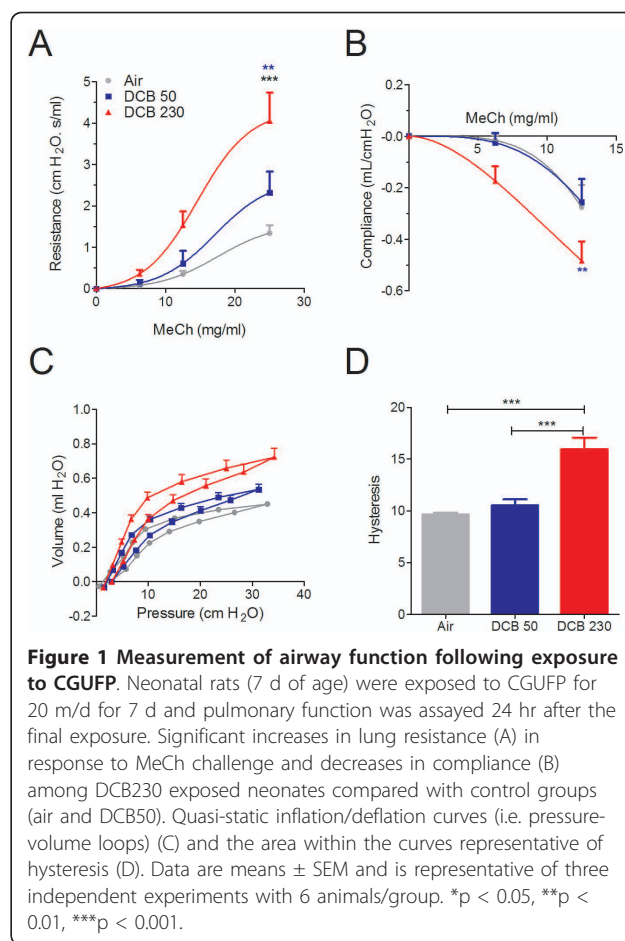 A
B
Air
DCB 50
DCB 230
**
***
Resistance (cm H2O. s/ml)
5
4
3
2
1
0
0
10
20
30
MeCh (mg/ml)
MeCh (mg/ml)
5
10
15
Compliance (mL/cmH2O)
0.2
-0.0
-0.2
-0.4
-0.6
**
C
D
Volume (ml H2O)
1.0
0.8
0.6
0.4
0.2
0.0
-0.2
10
20
30
40
Pressure (cm H2O)
Hysteresis
20
15
10
5
0
***
***
Air
DCB 50
DCB 230
Figure 1 Measurement of airway function following exposure
to CGUFP. Neonatal rats (7 d of age) were exposed to CGUFP for
20 m/d for 7 d and pulmonary function was assayed 24 hr after the
final exposure. Significant increases in lung resistance (A) in
response to MeCh challenge and decreases in compliance (B)
among DCB230 exposed neonates compared with control groups
(air and DCB50). Quasi-static inflation/deflation curves (i.e. pressure-
volume loops) (C) and the area within the curves representative of
hysteresis (D). Data are means ± SEM and is representative of three
independent experiments with 6 animals/group. *p < 0.05, **p <
0.01, ***p < 0.001.